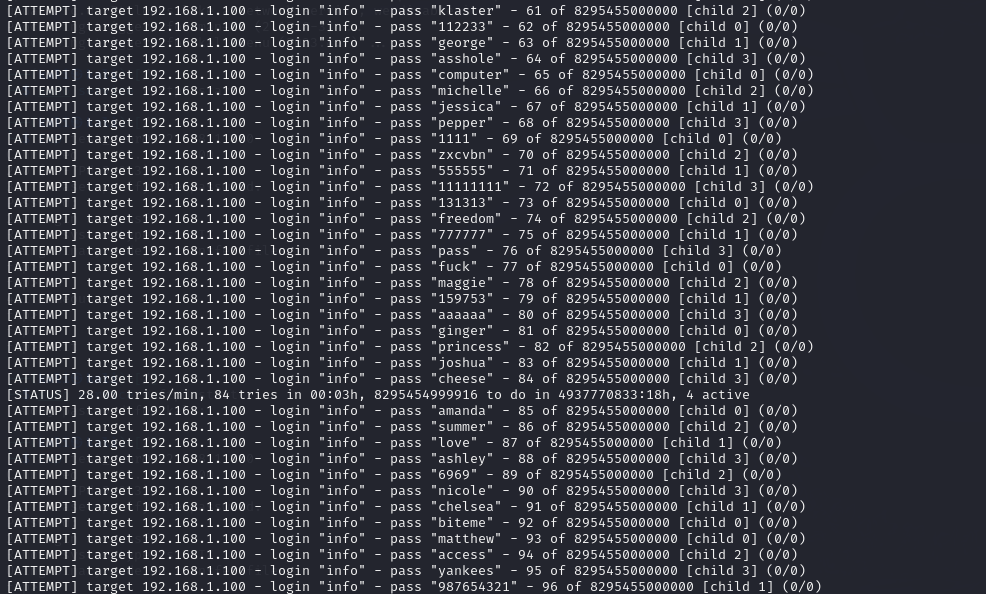 [ATTEMPT] target 192.168.1.100 - login "info" - pass "klaster" - 61 of 8295455000000 [child 2] (0/0)
[ATTEMPT] target 192.168.1.100 - login "info" - pass "112233" - 62 of 8295455000000 [child 0] (0/0)
[ATTEMPT] target 192.168.1.100 - login "info" - pass "george" - 63 of 8295455000000 [child 1] (0/0)
[ATTEMPT] target 192.168.1.100 - login "info" - pass "asshole" - 64 of 8295455000000 [child 3] (0/0)
[ATTEMPT] target 192.168.1.100 - login "info" - pass "computer" - 65 of 8295455000000 [child 0] (0/0)
[ATTEMPT] target 192.168.1.100 - login "info" - pass "michelle" - 66 of 8295455000000 [child 2] (0/0)
[ATTEMPT] target 192.168.1.100 - login "info" - pass "jessica" - 67 of 8295455000000 [child 1] (0/0)
[ATTEMPT] target 192.168.1.100 - login "info" - pass "pepper" - 68 of 8295455000000 [child 3] (0/0)
[ATTEMPT] target 192.168.1.100 - login "info" - pass "1111" - 69 of 8295455000000 [child 0] (0/0)
[ATTEMPT] target 192.168.1.100 - login "info" - pass "zxcvbn" - 70 of 8295455000000 [child 2] (0/0)
[ATTEMPT] target 192.168.1.100 - login "info" - pass "555555" - 71 of 8295455000000 [child 1] (0/0)
[ATTEMPT] target 192.168.1.100 - login "info" - pass "11111111" - 72 of 8295455000000 [child 3] (0/0)
[ATTEMPT] target 192.168.1.100 - login "info" - pass "131313" - 73 of 8295455000000 [child 0] (0/0)
[ATTEMPT] target 192.168.1.100 - login "info" - pass "freedom" - 74 of 8295455000000 [child 2] (0/0)
[ATTEMPT] target 192.168.1.100 - login "info" - pass "777777" - 75 of 8295455000000 [child 1] (0/0)
[ATTEMPT] target 192.168.1.100 - login "info" - pass "pass" - 76 of 8295455000000 [child 3] (0/0)
[ATTEMPT] target 192.168.1.100 - login "info" - pass "fuck" - 77 of 8295455000000 [child 0] (0/0)
[ATTEMPT] target 192.168.1.100 - login "info" - pass "maggie" - 78 of 8295455000000 [child 2] (0/0)
[ATTEMPT] target 192.168.1.100 - login "info" - pass "159753" - 79 of 8295455000000 [child 1] (0/0)
[ATTEMPT] target 192.168.1.100 - login "info" - pass "aaaaaa" - 80 of 8295455000000 [child 3] (0/0)
[ATTEMPT] target 192.168.1.100 - login "info" - pass "ginger" - 81 of 8295455000000 [child 0] (0/0)
[ATTEMPT] target 192.168.1.100 - login "info" - pass "princess" - 82 of 8295455000000 [child 2] (0/0)
[ATTEMPT] target 192.168.1.100 - login "info" - pass "joshua" - 83 of 8295455000000 [child 1] (0/0)
[ATTEMPT] target 192.168.1.100 - login "info" - pass "cheese" - 84 of 8295455000000 [child 3] (0/0)
[STATUS] 28.00 tries/min, 84 tries in 00:03h, 8295454999916 to do in 4937770833:18h, 4 active
[ATTEMPT] target 192.168.1.100 - login "info" - pass "amanda" - 85 of 8295455000000 [child 0] (0/0)
[ATTEMPT] target 192.168.1.100 - login "info" - pass "summer" - 86 of 8295455000000 [child 2] (0/0)
[ATTEMPT] target 192.168.1.100 - login "info" - pass "love" - 87 of 8295455000000 [child 1] (0/0)
[ATTEMPT] target 192.168.1.100 - login "info" - pass "ashley" - 88 of 8295455000000 [child 3] (0/0)
[ATTEMPT] target 192.168.1.100 - login "info" - pass "6969" - 89 of 8295455000000 [child 2] (0/0)
[ATTEMPT] target 192.168.1.100 - login "info" - pass "nicole" - 90 of 8295455000000 [child 3] (0/0)
[ATTEMPT] target 192.168.1.100 - login "info" - pass "chelsea" - 91 of 8295455000000 [child 1] (0/0)
[ATTEMPT] target 192.168.1.100 - login "info" - pass "biteme" - 92 of 8295455000000 [child 0] (0/0)
[ATTEMPT] target 192.168.1.100 - login "info" - pass "matthew" - 93 of 8295455000000 [child 0] (0/0)
[ATTEMPT] target 192.168.1.100 - login "info" - pass "access" - 94 of 8295455000000 [child 2] (0/0)
[ATTEMPT] target 192.168.1.100 - login "info" - pass "yankees" - 95 of 8295455000000 [child 3] (0/0)
[ATTEMPT] target 192.168.1.100 - login "info" - pass "987654321" - 96 of 8295455000000 [child 1] (0/0)